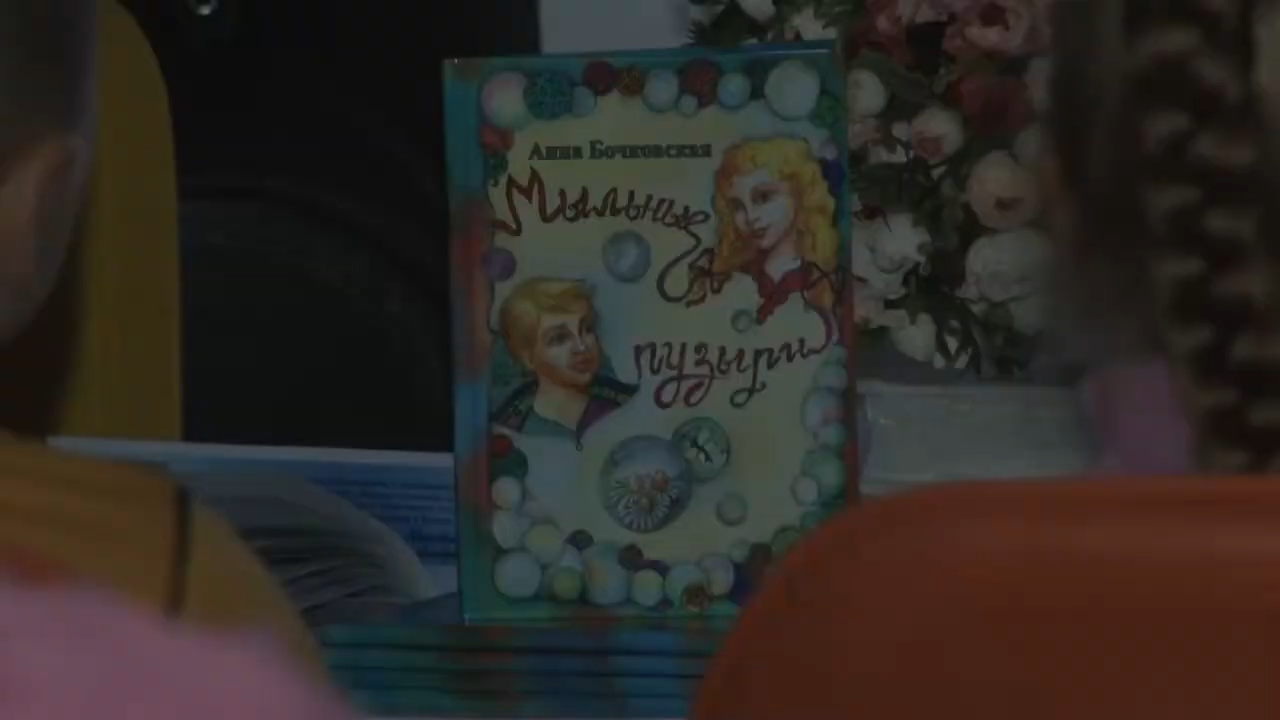 Анна Бочковская
Мыльные
пузыри